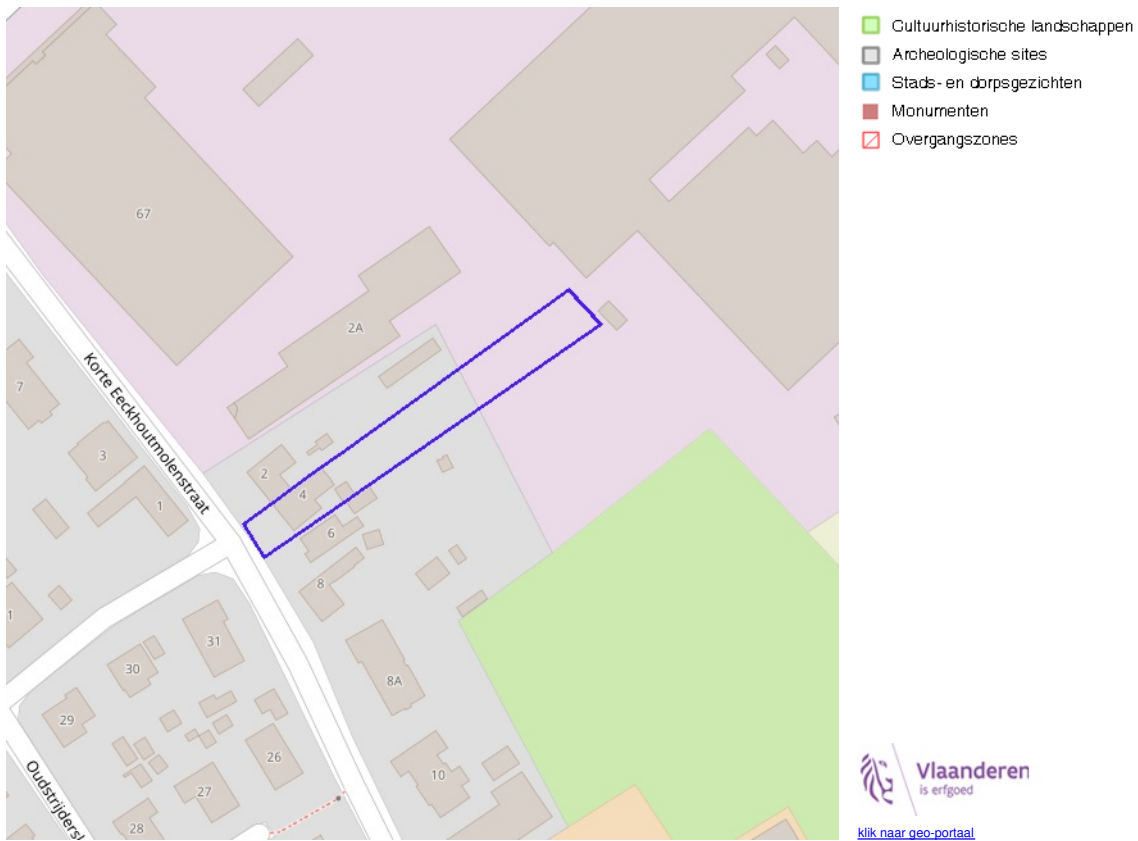 Cultuurhistorische landschappen
Archeologische sites
Stads- en dorpsgezichten
Monumenten
Overgangszones
67
2A
7
Korte Eeckhoutmolenstraat
3
1
2
4
6
8
1
31
30
8A
29
26
10
27
28
Vlaanderen
is erfgoed
klik naar geo-portaal